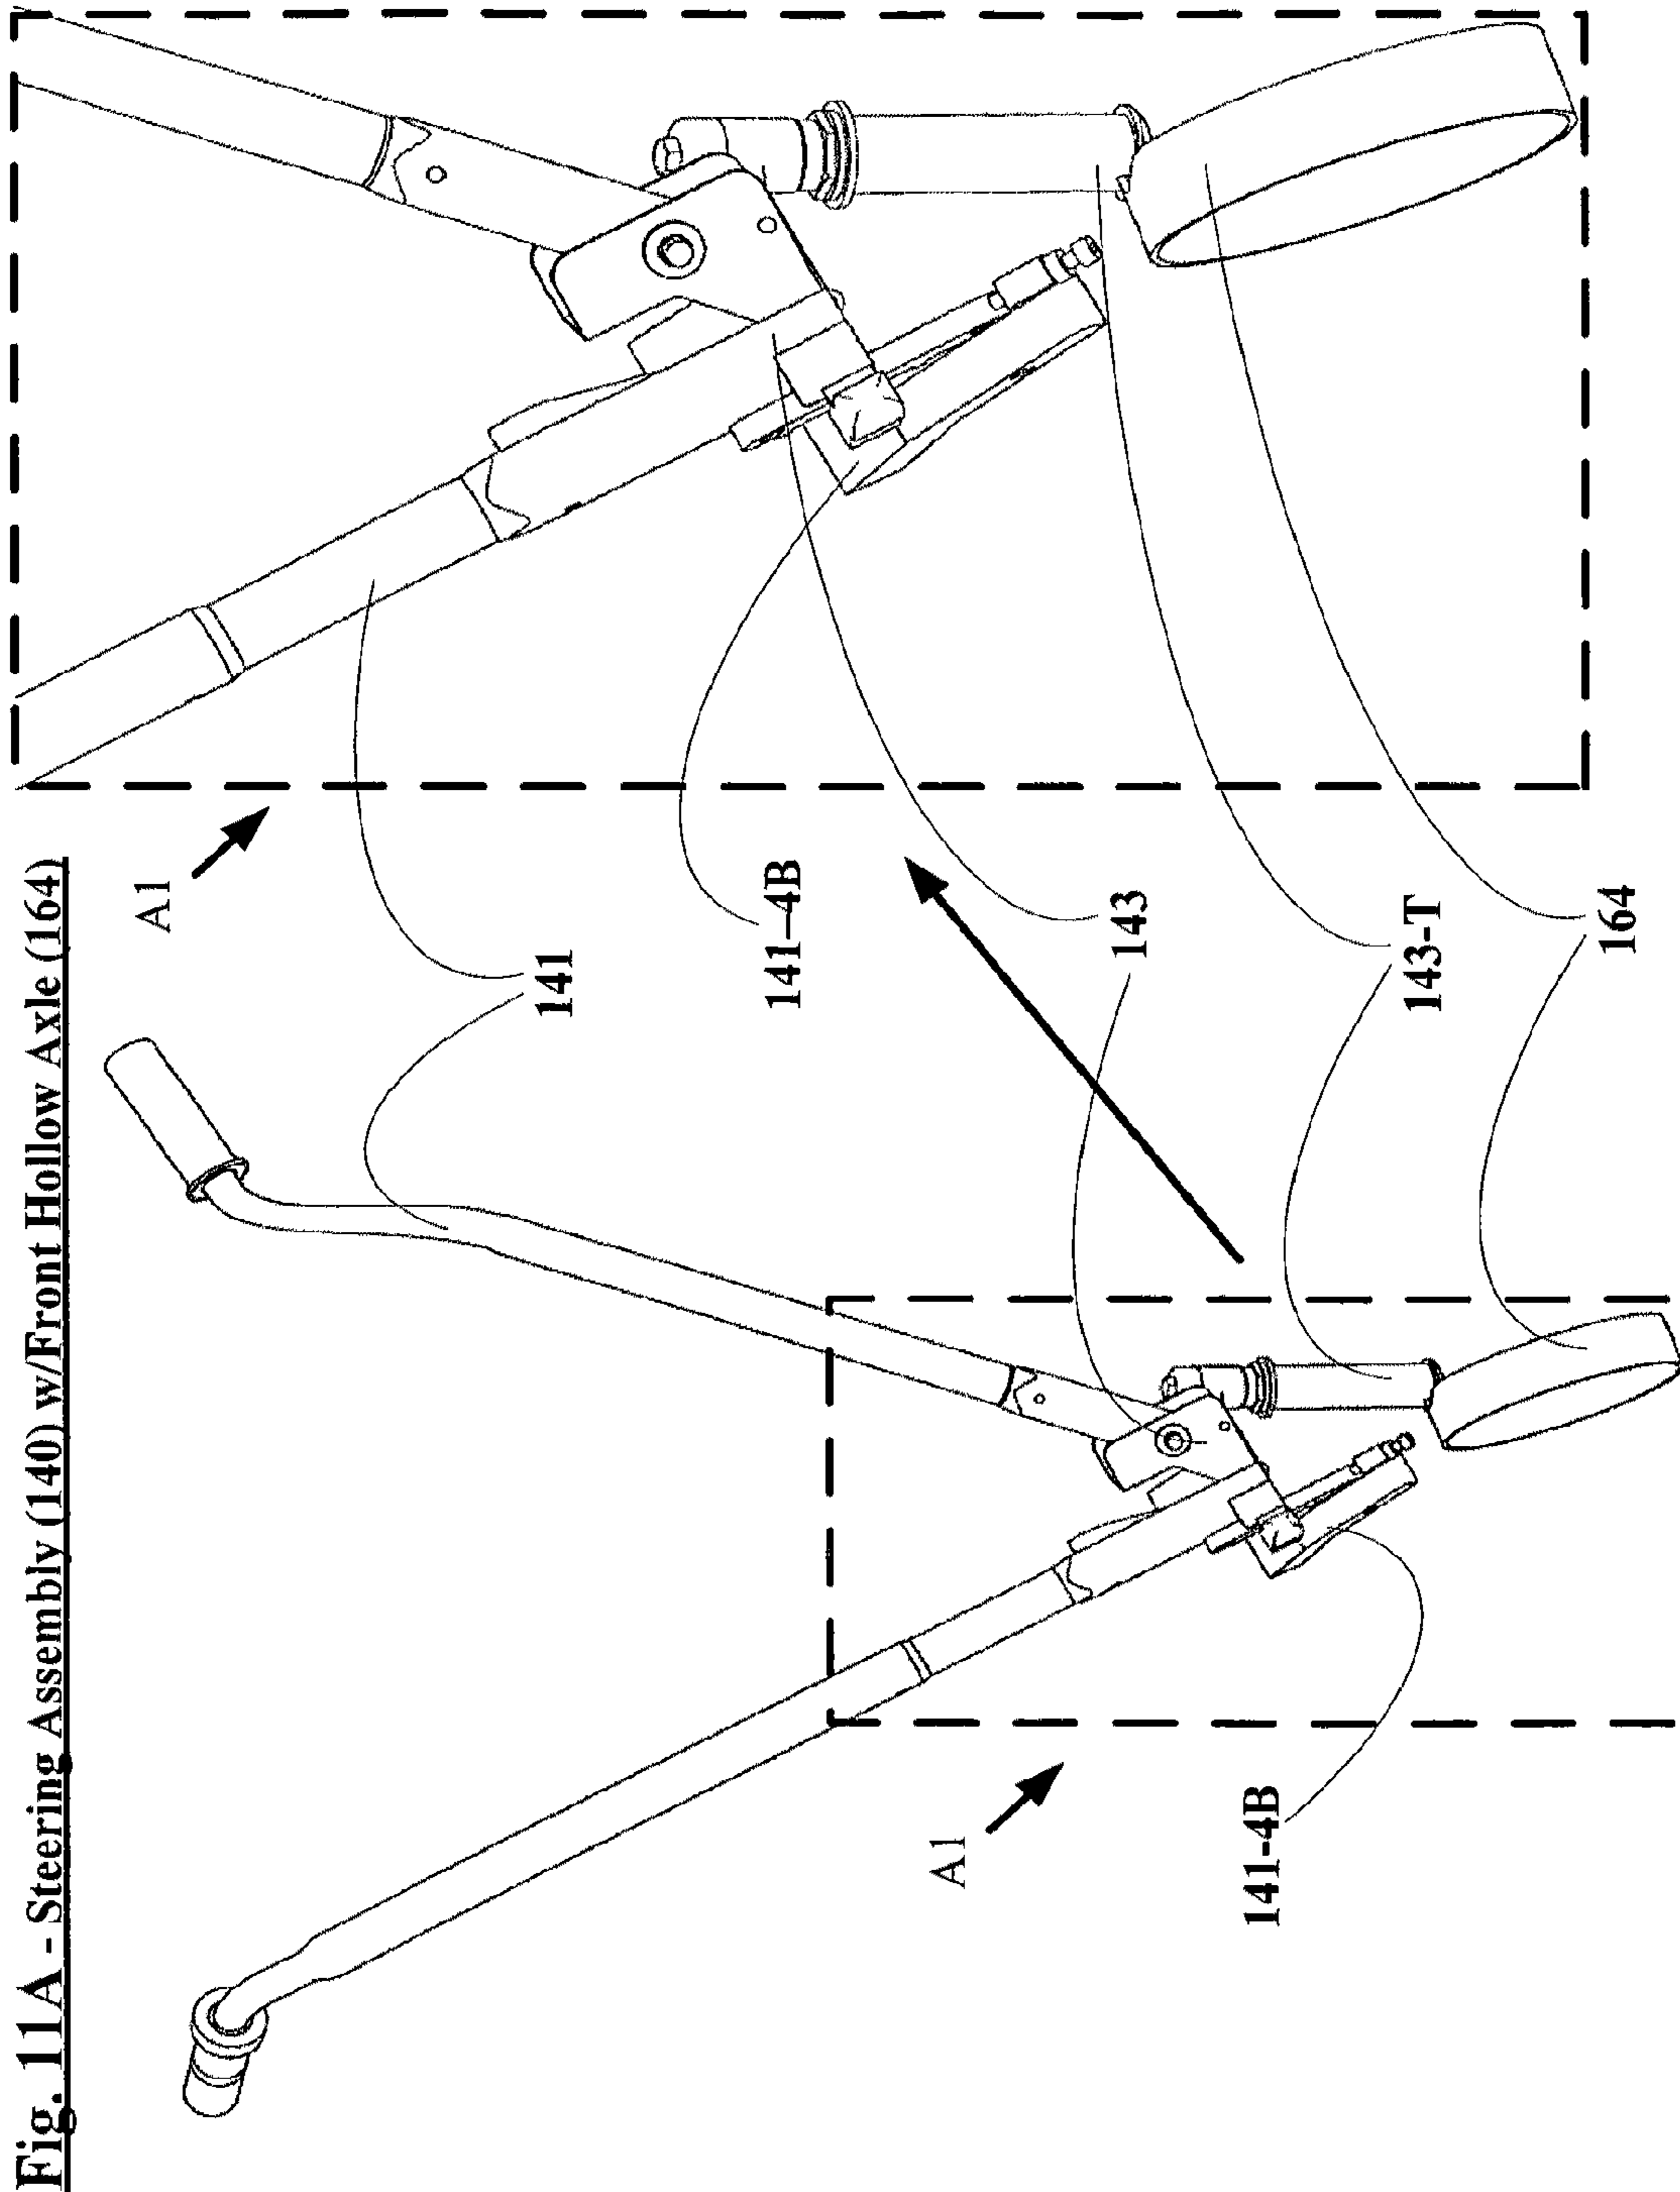 Fig. 11A - Steering Assembly (140) w/Front Hollow Axle (164)
A1
141
141-4B
143
143-T
164
A1
141-4B